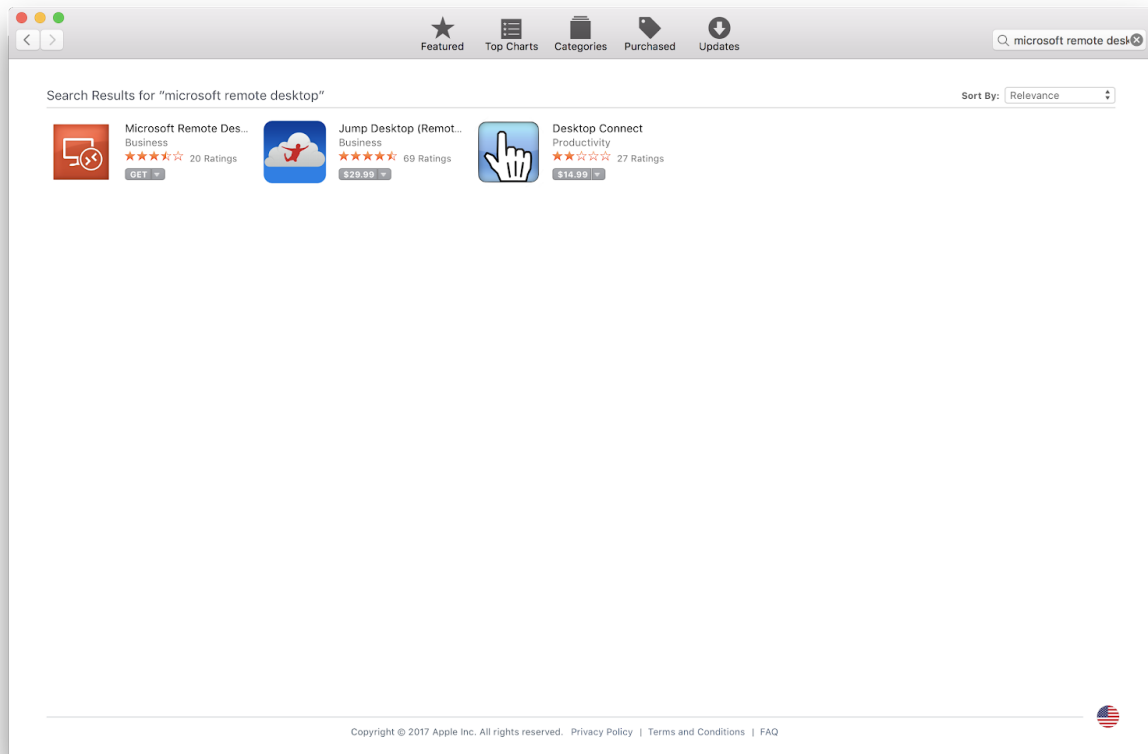 Featured
Top Charts
Categories
Purchased
Updates
microsoft remote desk
Search Results for “microsoft remote desktop”
Sort By: Relevance
Microsoft Remote Des...
Business
20 Ratings
GET
Jump Desktop (Remot...
Business
69 Ratings
$29.99
Desktop Connect
Productivity
27 Ratings
$14.99
Copyright © 2017 Apple Inc. All rights reserved. Privacy Policy | Terms and Conditions | FAQ